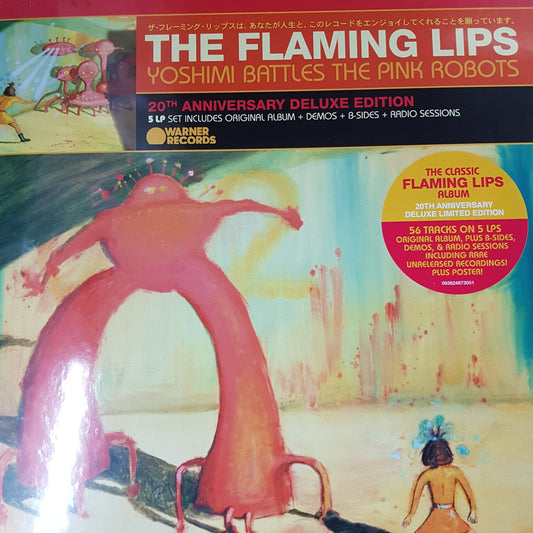 ザ・フレーミング・リップスは、あなたが人生と、このレコードをエンジョイしてくれることを願っています。
THE FLAMING LIPS
YOSHIMI BATTLES THE PINK ROBOTS
20TH ANNIVERSARY DELUXE EDITION
5 LP SET INCLUDES ORIGINAL ALBUM + DEMOS + B-SIDES + RADIO SESSIONS
WARNER
RECORDS
2
THE CLASSIC
FLAMING LIPS
ALBUM
20TH ANNIVERSARY
DELUXE LIMITED EDITION
56 TRACKS ON 5 LPS
ORIGINAL ALBUM, PLUS B-SIDES,
DEMOS, & RADIO SESSIONS
INCLUDING RARE
UNRELEASED RECORDINGS!
PLUS POSTER!
093624873051